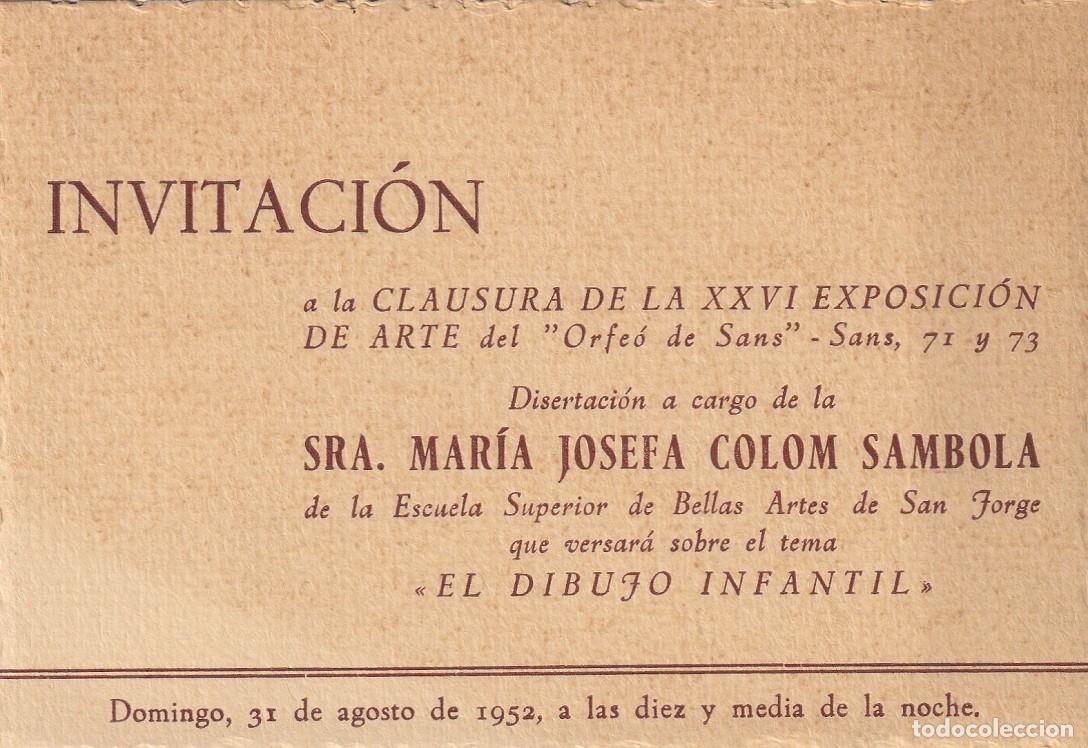 INVITACIÓN
a la CLAUSURA DE LA XXVI EXPOSICIÓN
DE ARTE del "Orfeó de Sans" - Sans, 71 y 73
Disertación a cargo de la
SRA. MARÍA JOSEFA COLOM SAMBOLA
de la Escuela Superior de Bellas Artes de San Jorge
que versará sobre el tema
«EL DIBUJO INFANTIL»
Domingo, 31 de agosto de 1952, a las diez y media de la noche.
todocoleccion